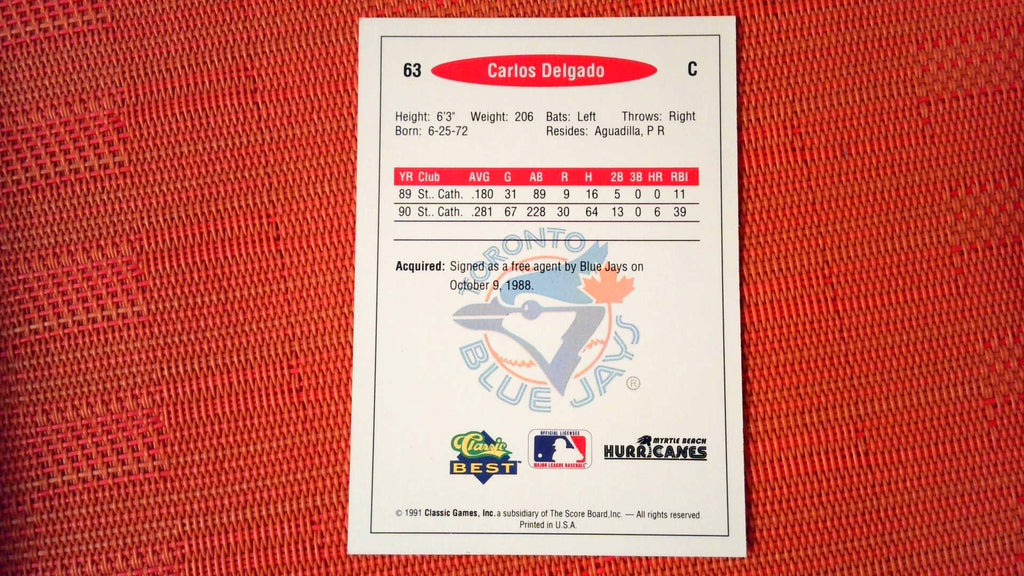 63 Carlos Delgado C
Height: 6'3" Weight: 206 Bats: Left Throws: Right
Born: 6-25-72 Resides: Aguadilla, P R
YR Club AVG G AB R H 2B 3B HR RBI
89 St.. Cath. .180 31 89 9 16 5 0 0 11
90 St.. Cath. .281 67 228 30 64 13 0 6 39
TORONTO
Acquired: Signed as a free agent by Blue Jays on
October 9, 1988.
BLUE JAYS ®
Classic
BEST™
OFFICIAL LICENSEE
MAJOR LEAGUE BASEBALL
MYRTLE BEACH
HURRICANES
© 1991 Classic Games, Inc. a subsidiary of The Score Board, Inc. — All rights reserved.
Printed in U.S.A.